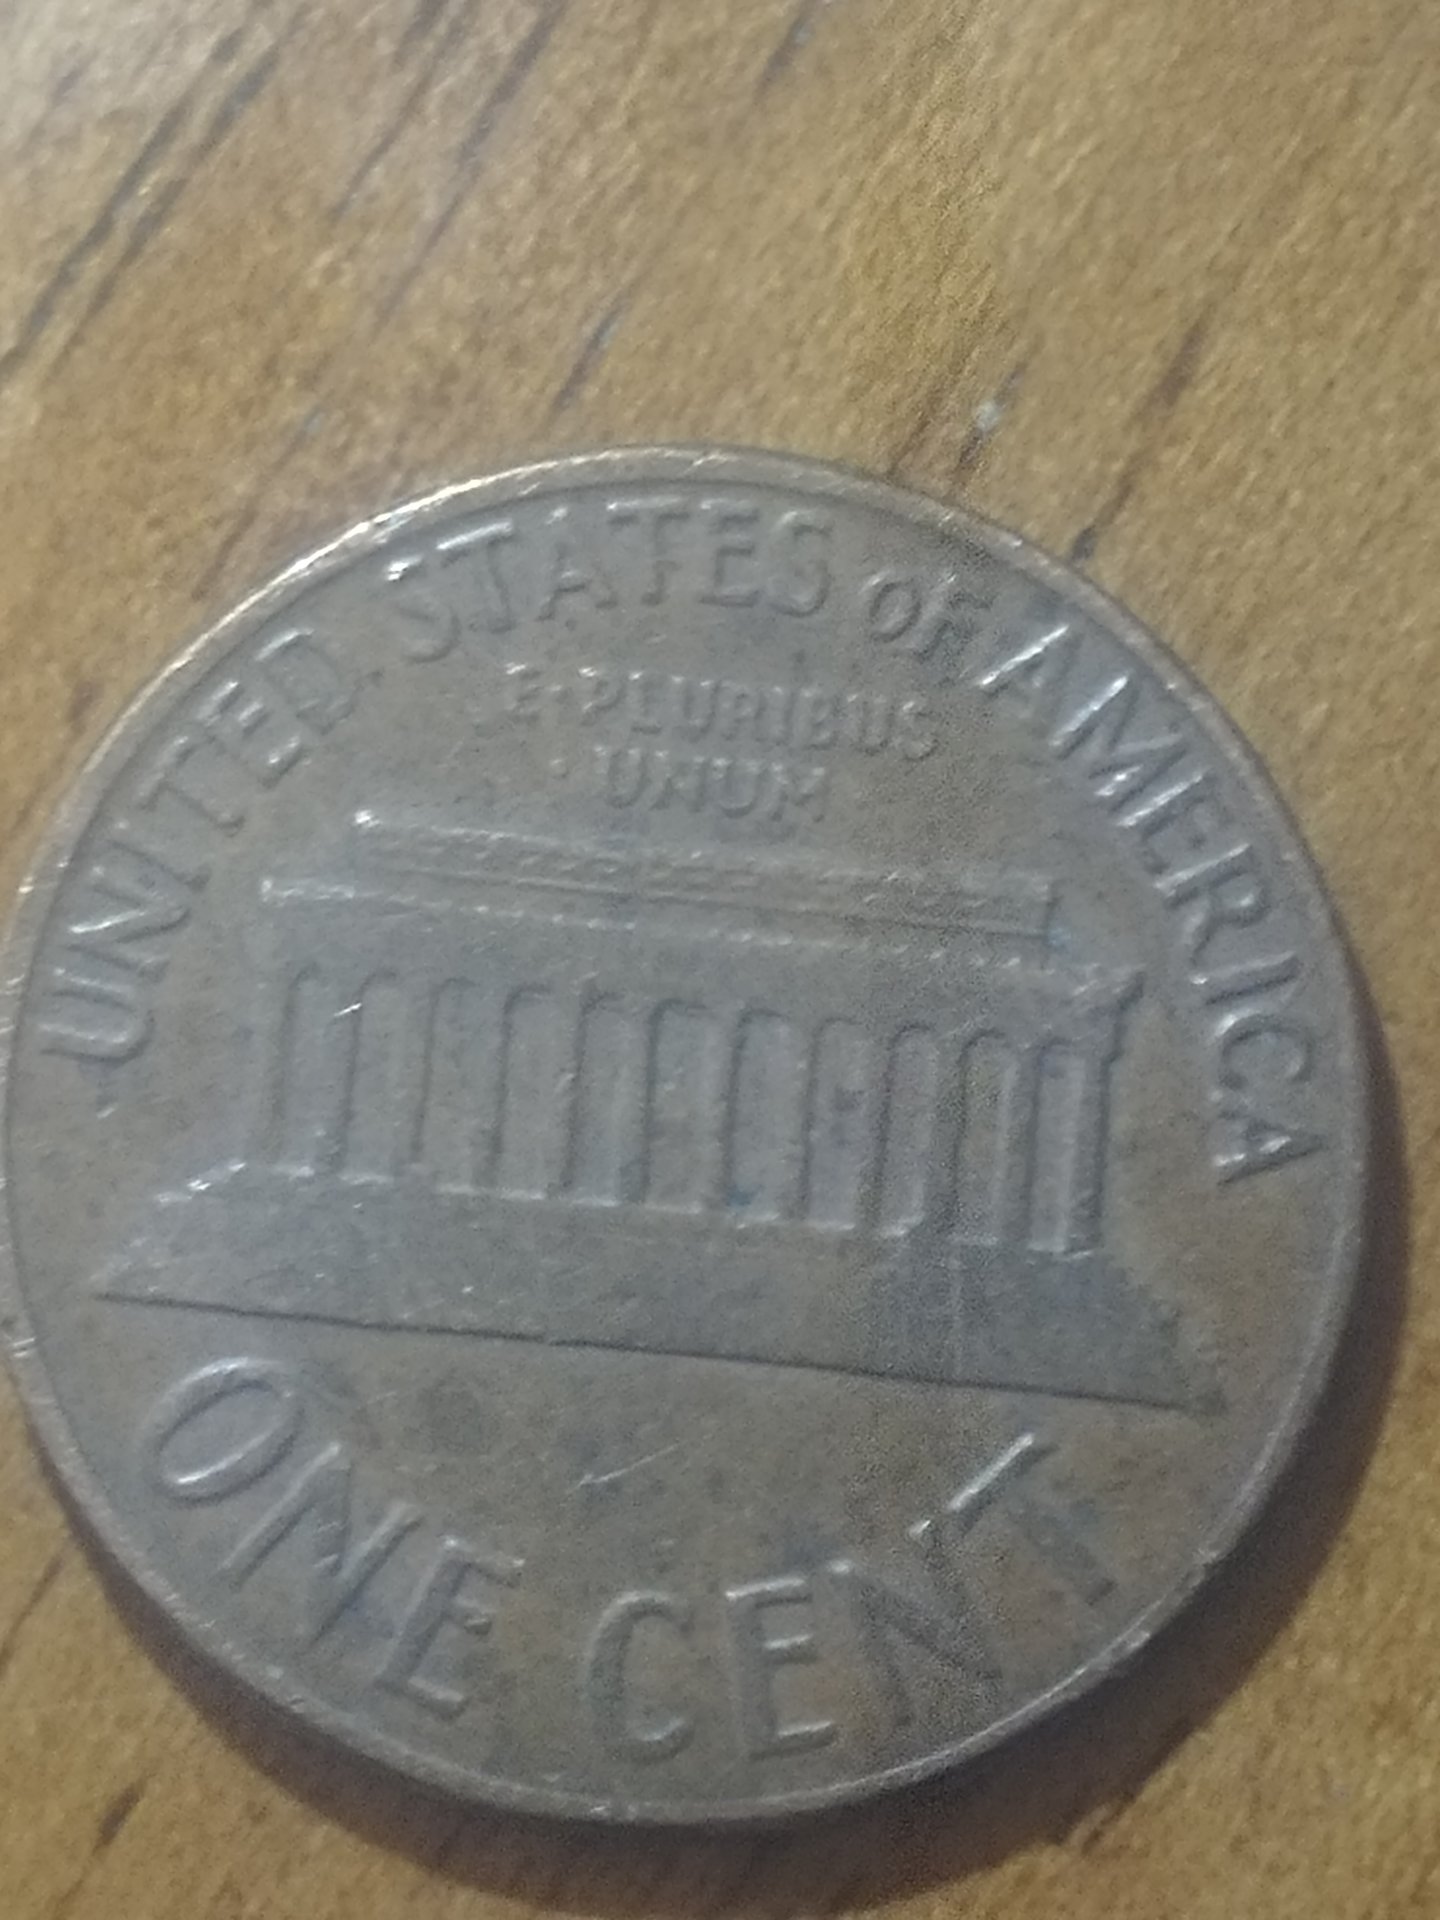 UNITED STATES OF AMERICA
E·PLURIBUS
UNUM
ONE CENT